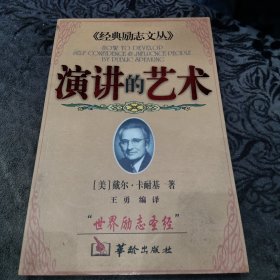 《经典励志文丛》
HOW TO DEVELOP
SELF-CONFIDENCE & INFLUENCE PEOPLE
BY PUBLIC SPEAKING
演讲的艺术
[美]戴尔·卡耐基 著
王勇 编译
“世界励志圣经”
华龄出版社